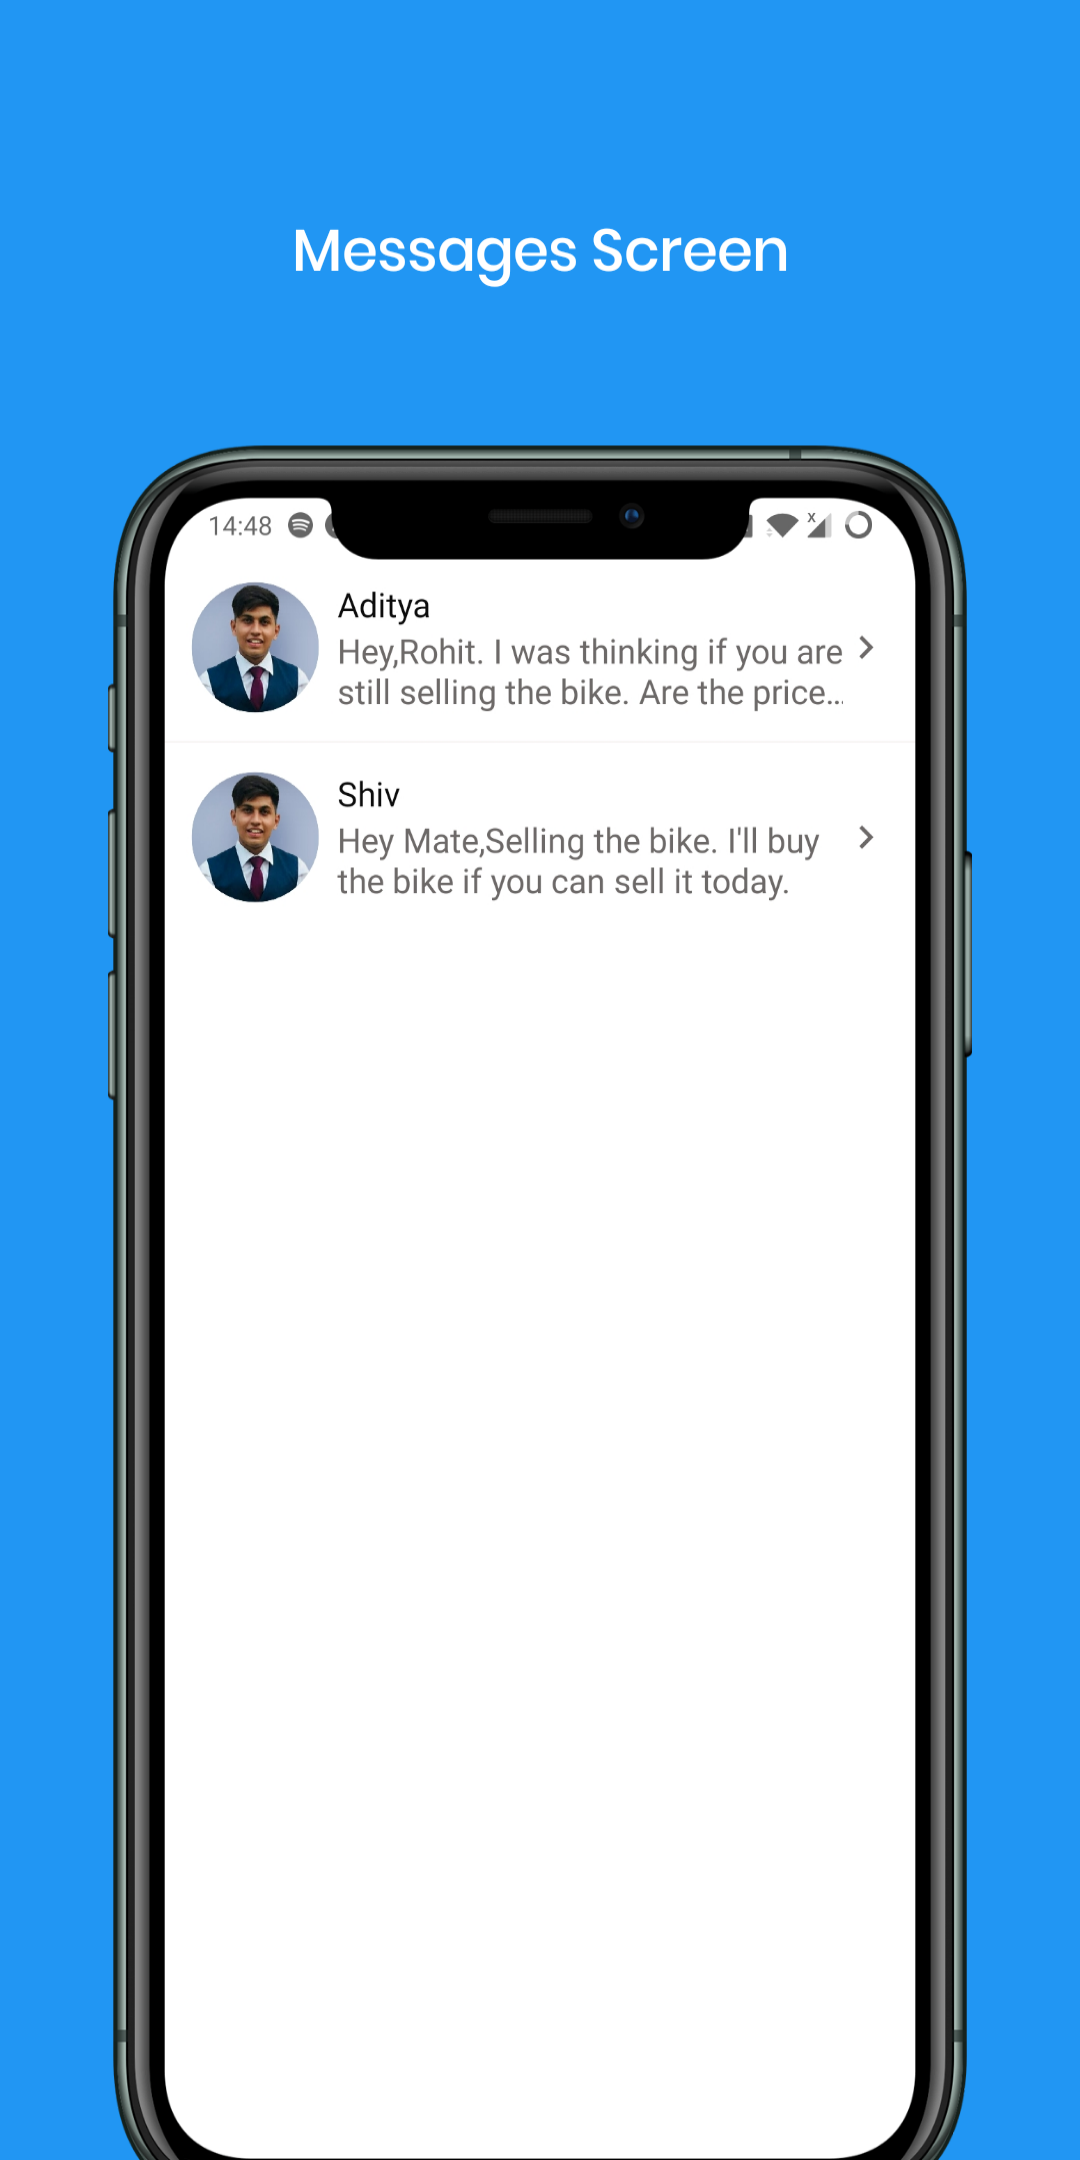 Messages Screen
14:48
x
Aditya
Hey,Rohit. I was thinking if you are
still selling the bike. Are the price...
Shiv
Hey Mate,Selling the bike. I'll buy
the bike if you can sell it today.